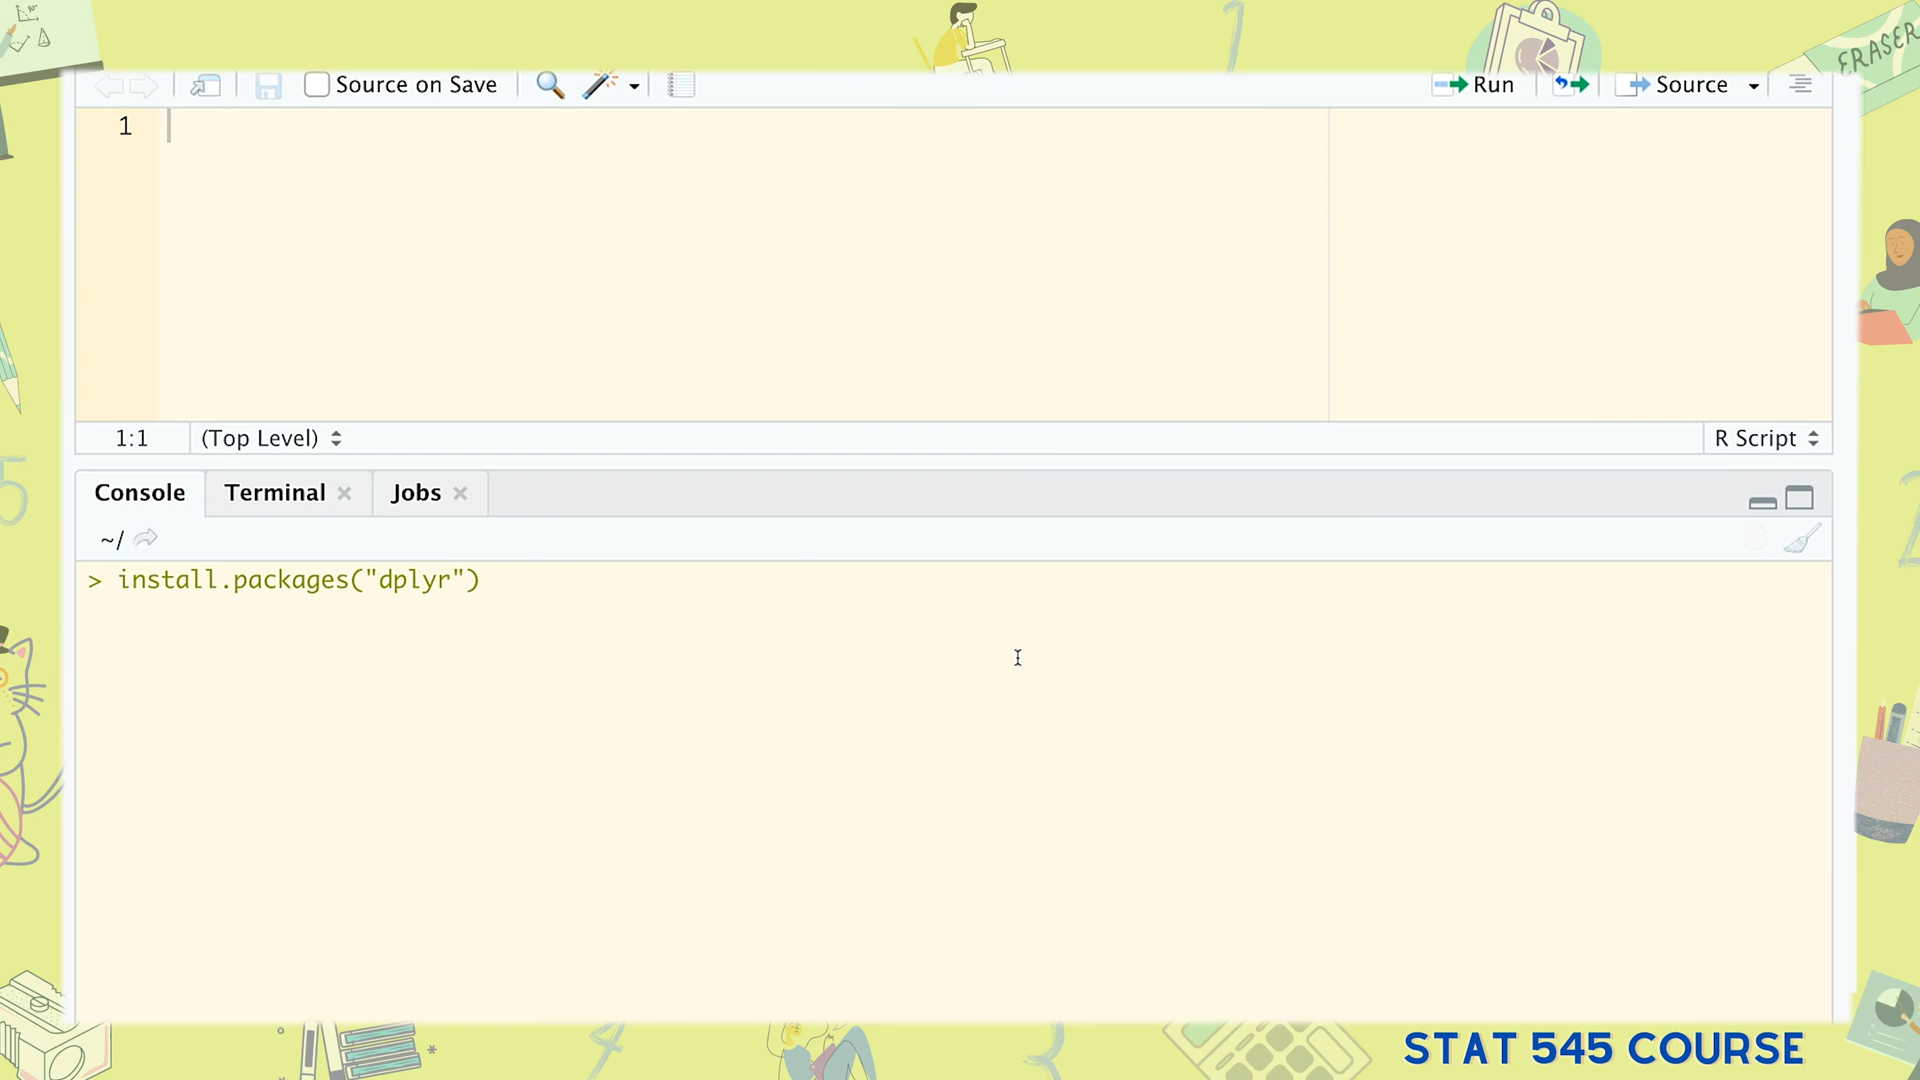 ERASER
Source on Save
Run
Source
1
1:1 (Top Level) R Script
Console Terminal Jobs
~/
> install.packages("dplyr")
STAT 545 COURSE